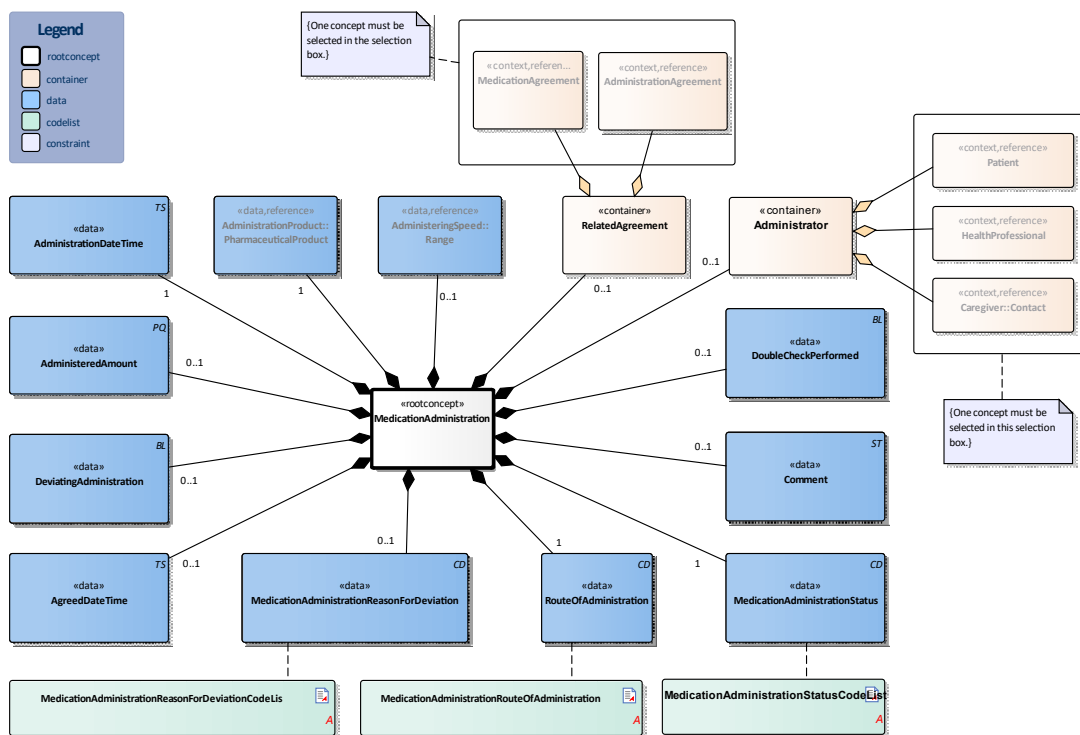 Legend
rootconcept
container
data
codelist
constraint
{One concept must be
selected in the selection
box.}
«context,referen...
MedicationAgreement
«context,reference»
AdministrationAgreement
«context,reference»
Patient
«context,reference»
HealthProfessional
«context,reference»
Caregiver::Contact
{One concept must be
selected in this selection
box.}
TS
«data»
AdministrationDateTime
1
«data,reference»
AdministrationProduct::
PharmaceuticalProduct
1
«data,reference»
AdministeringSpeed::
Range
0..1
«container»
RelatedAgreement
0..1
«container»
Administrator
0..1
PQ
«data»
AdministeredAmount
0..1
BL
«data»
DoubleCheckPerformed
0..1
«rootconcept»
MedicationAdministration
BL
«data»
DeviatingAdministration
0..1
ST
«data»
Comment
0..1
TS
«data»
AgreedDateTime
0..1
CD
«data»
MedicationAdministrationReasonForDeviation
0..1
CD
«data»
RouteOfAdministration
1
CD
«data»
MedicationAdministrationStatus
1
MedicationAdministrationReasonForDeviationCodeLis
A
MedicationAdministrationRouteOfAdministration
A
MedicationAdministrationStatusCodeList
A